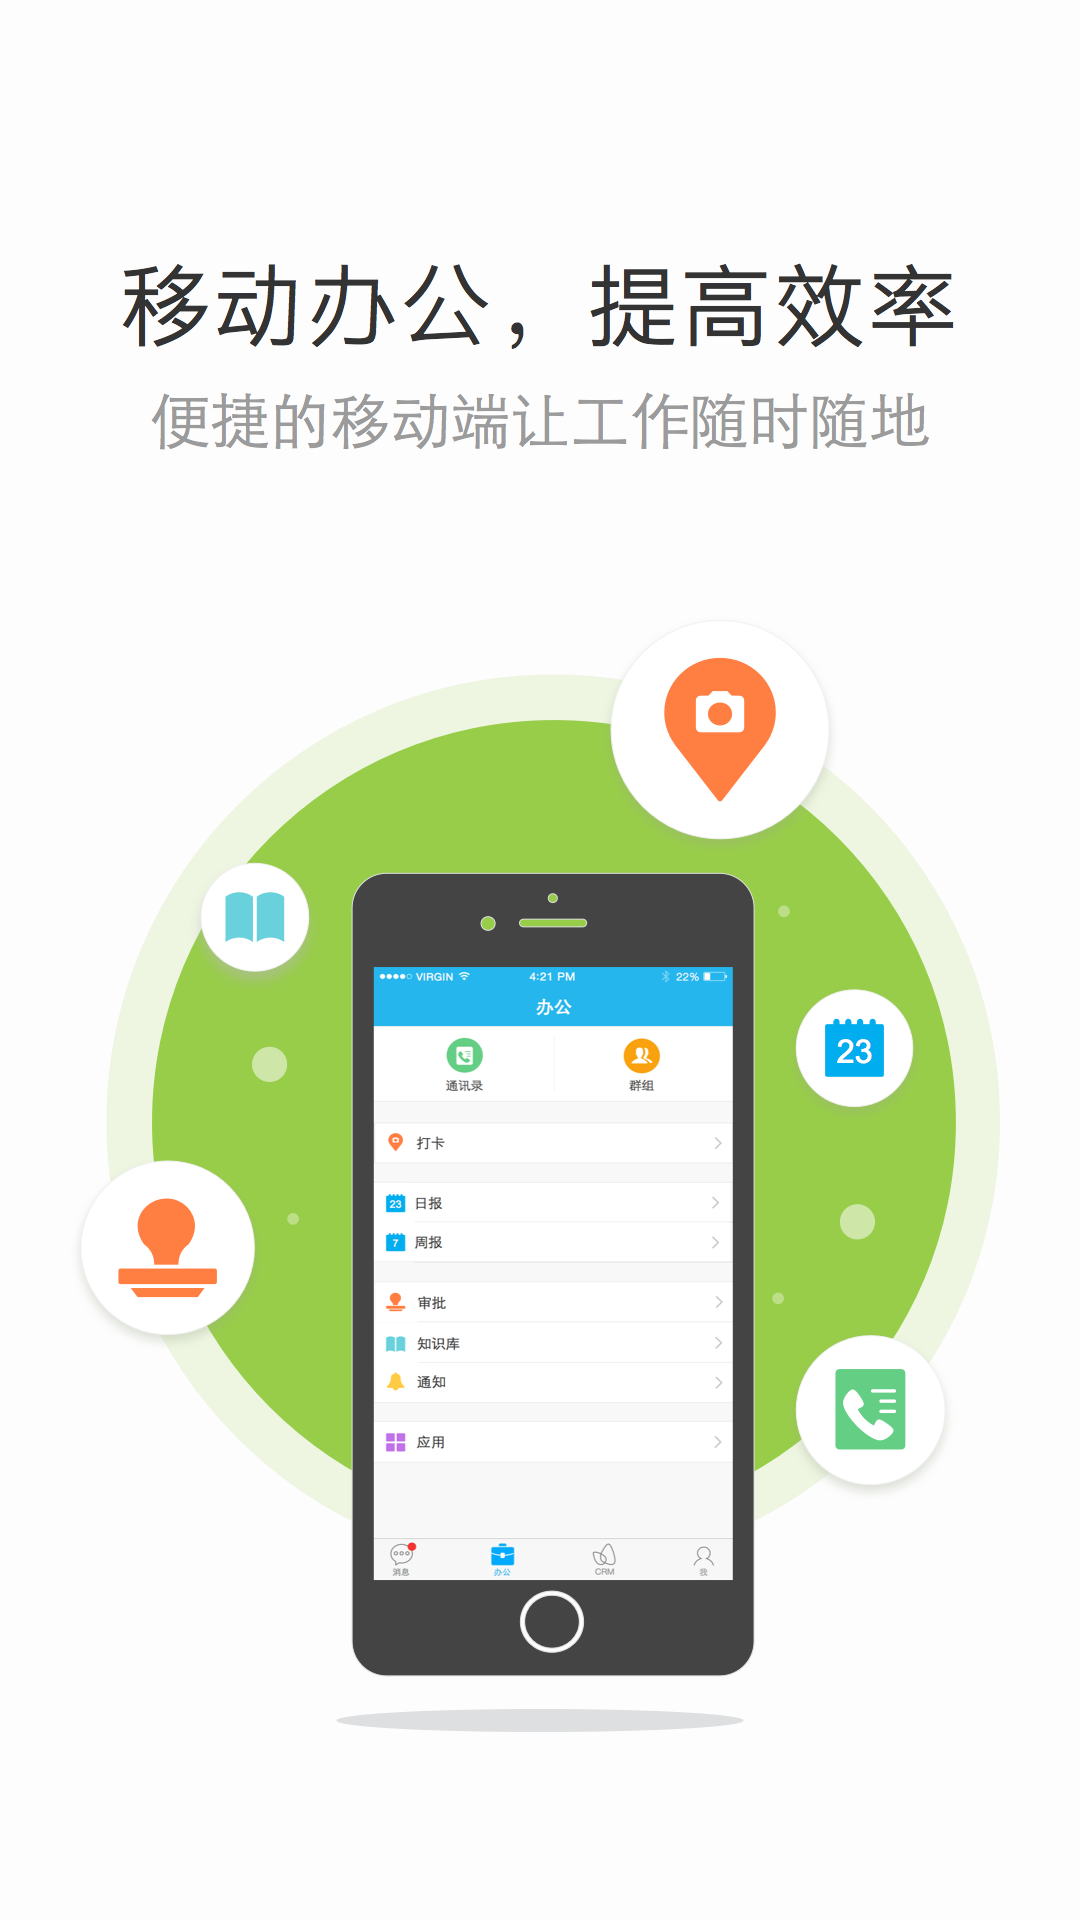 移动办公，提高效率
便捷的移动端让工作随时随地
VIRGIN 4:21 PM 22%
办公
23
通讯录 群组
打卡
23 日报
7 周报
审批
知识库
通知
应用
消息 办公 CRM 我